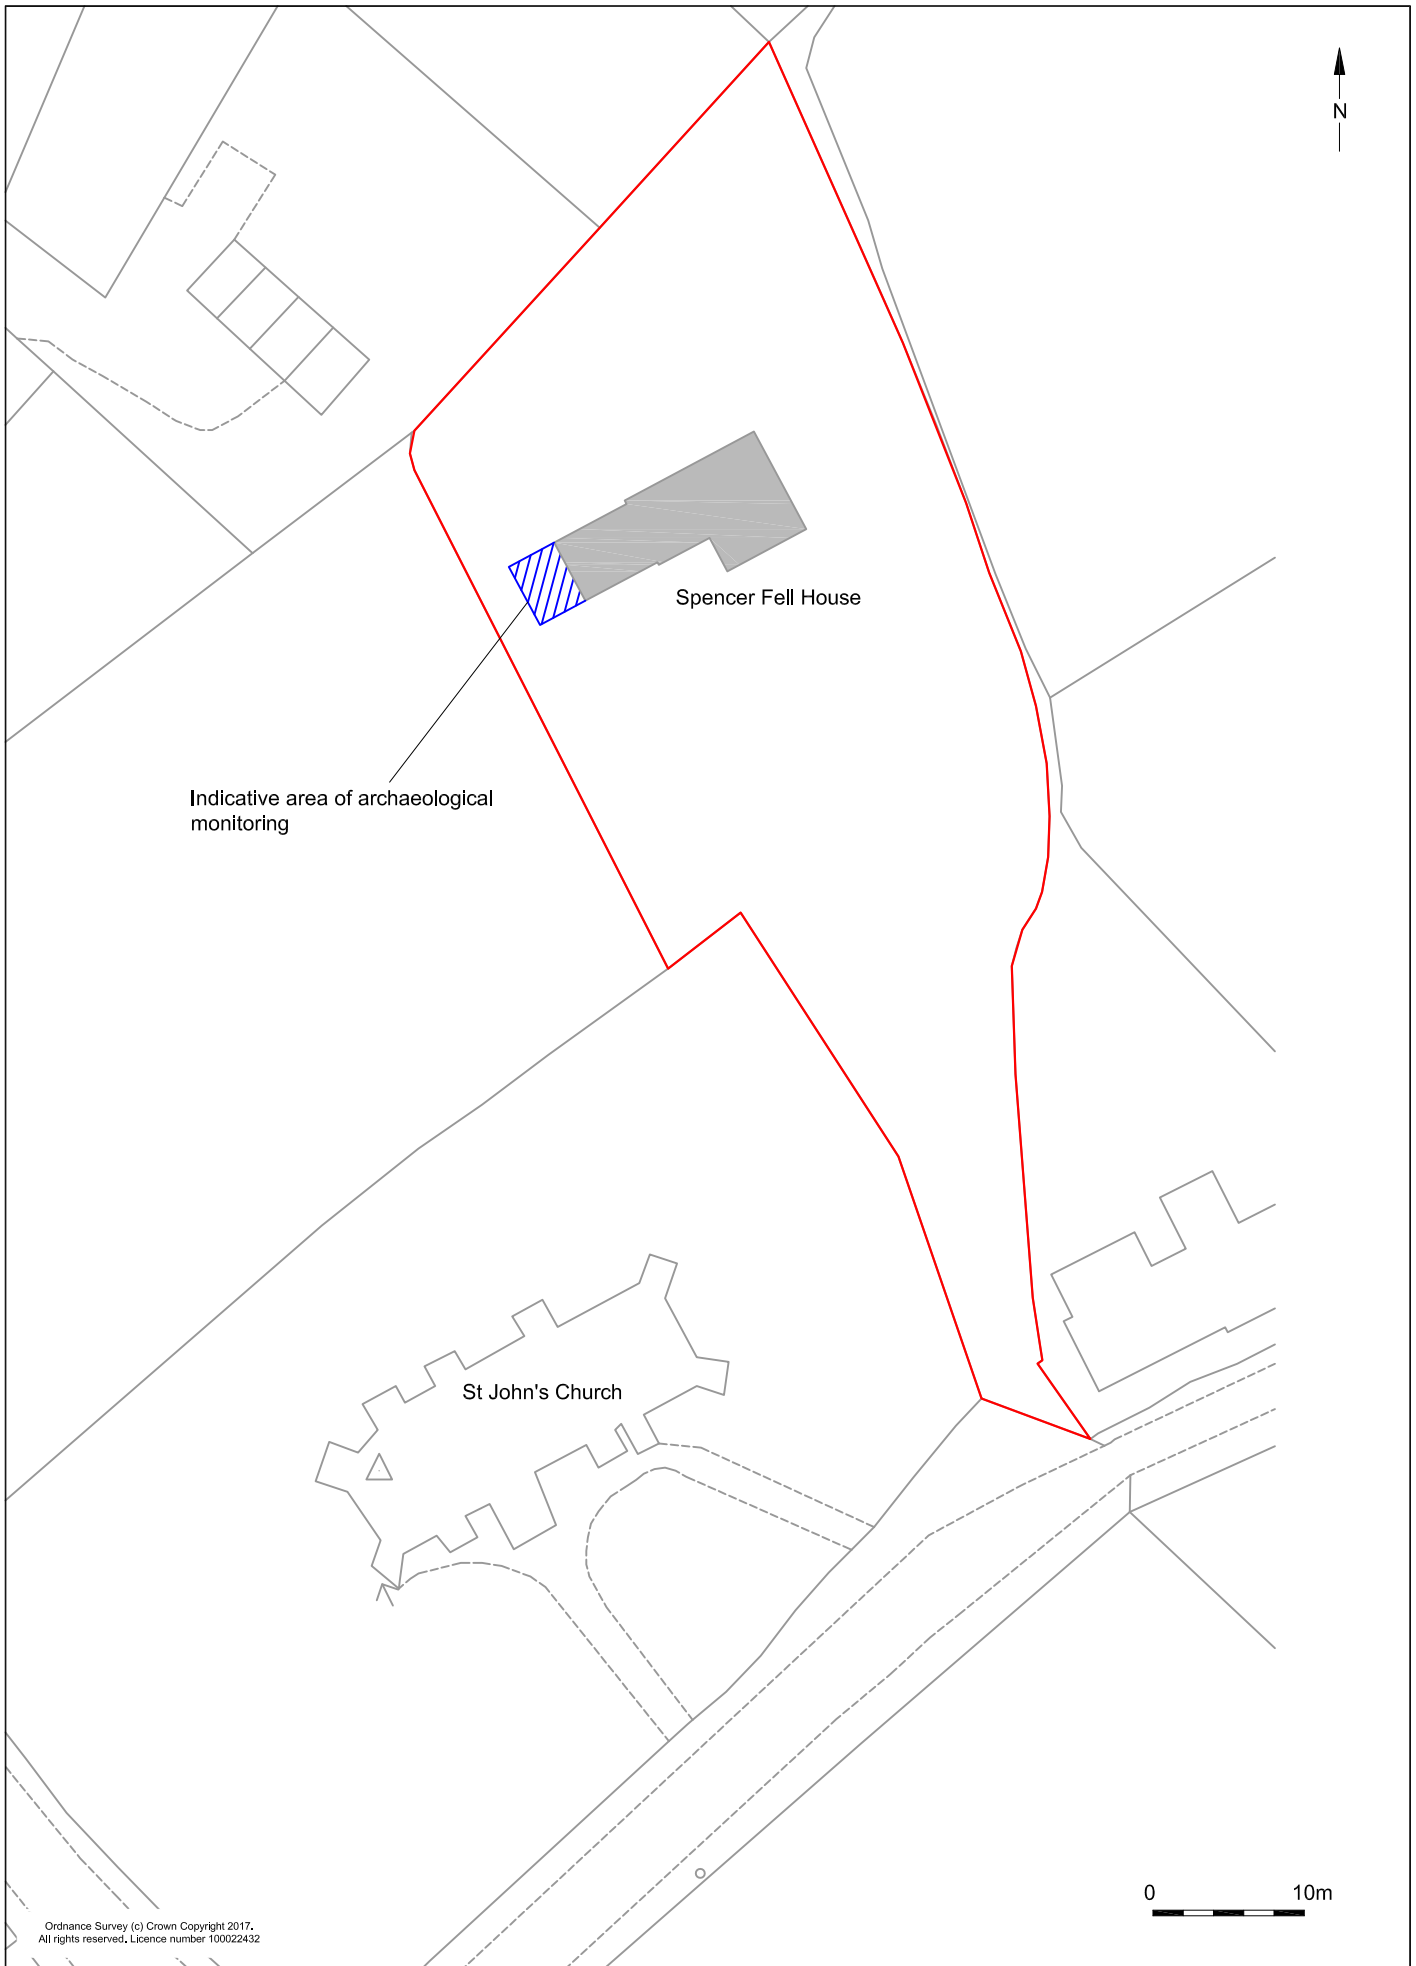 N
Spencer Fell House
Indicative area of archaeological
monitoring
St John's Church
0 10m
Ordnance Survey (c) Crown Copyright 2017.
All rights reserved. Licence number 100022432